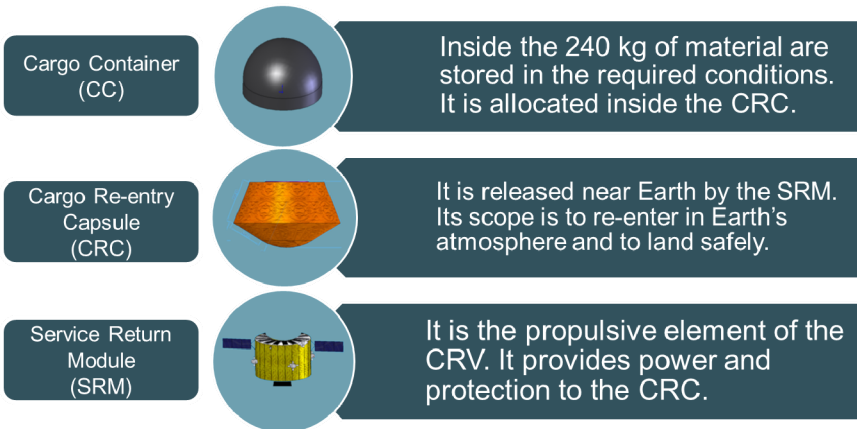 Cargo Container
(CC)
Inside the 240 kg of material are
stored in the required conditions.
It is allocated inside the CRC.
Cargo Re-entry
Capsule
(CRC)
It is released near Earth by the SRM.
Its scope is to re-enter in Earth's
atmosphere and to land safely.
Service Return
Module
(SRM)
It is the propulsive element of the
CRV. It provides power and
protection to the CRC.